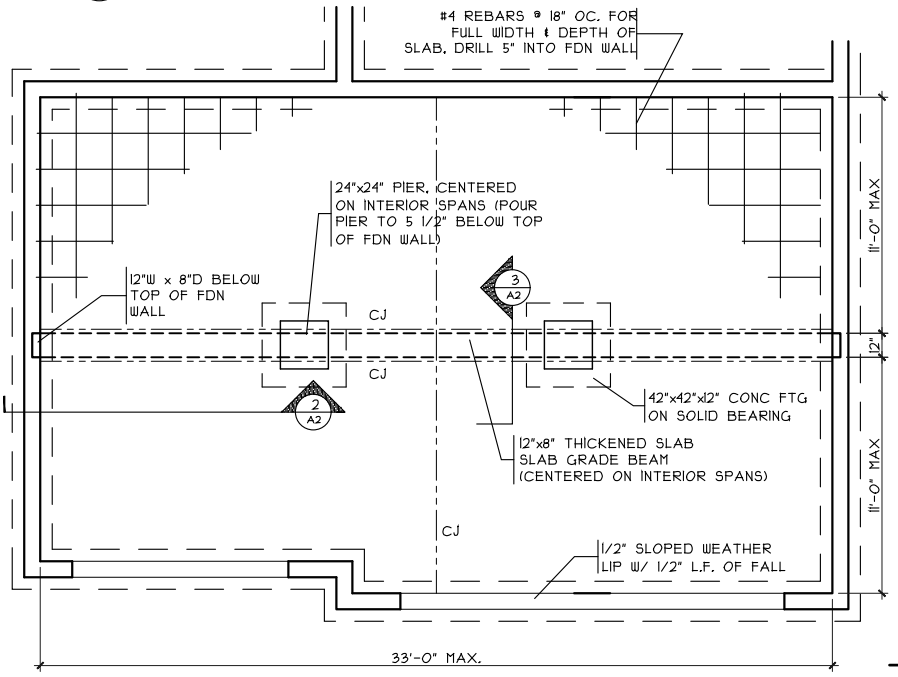 #4 REBARS @ 18" OC. FOR
FULL WIDTH & DEPTH OF
SLAB, DRILL 5" INTO FDN WALL
24"x24" PIER, CENTERED
ON INTERIOR SPANS (POUR
PIER TO 5 1/2" BELOW TOP
OF FDN WALL)
12"W x 8"D BELOW
TOP OF FDN
WALL
11'-0" MAX
3
A2
CJ
12"
CJ
2
A2
42"x42"x12" CONC FTG
ON SOLID BEARING
12"x8" THICKENED SLAB
SLAB GRADE BEAM
(CENTERED ON INTERIOR SPANS)
11'-0" MAX
CJ
1/2" SLOPED WEATHER
LIP W/ 1/2" L.F. OF FALL
33'-0" MAX.